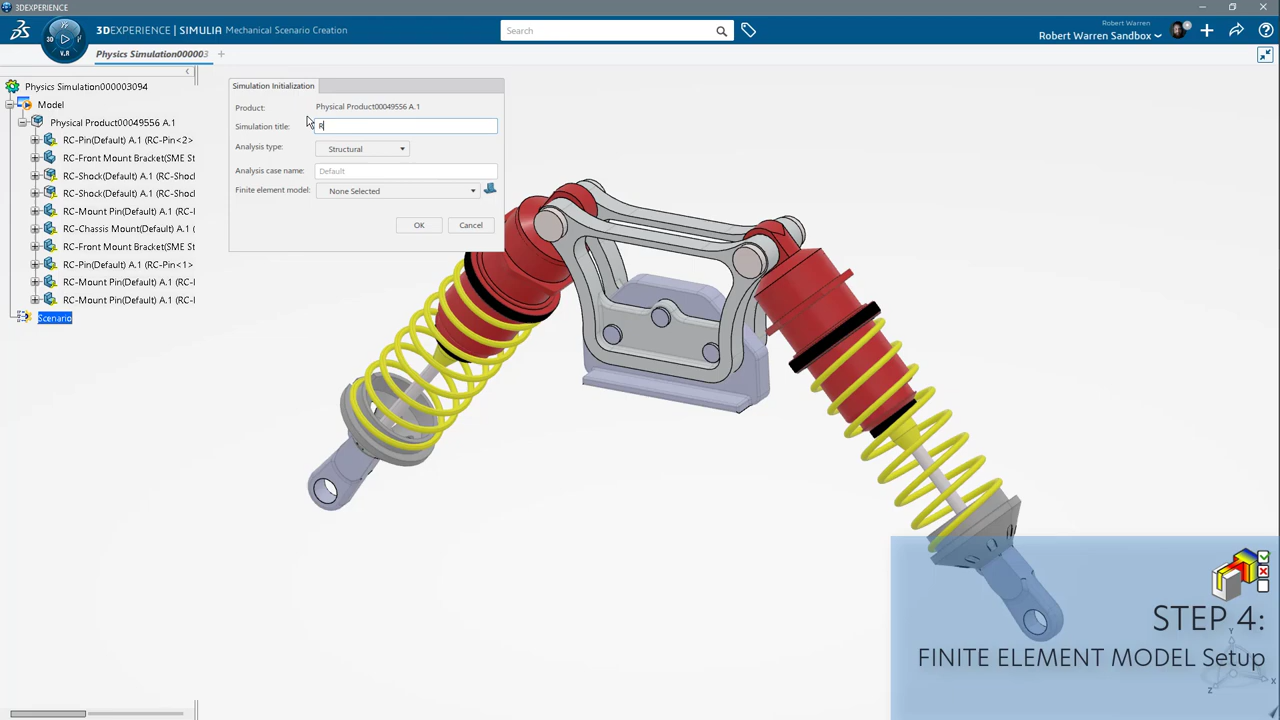 3DEXPERIENCE
3DEXPERIENCE | SIMULIA Mechanical Scenario Creation
Search
Robert Warren
Robert Warren Sandbox
3D
V.R
Physics Simulation000003
Physics Simulation000003094
Model
Physical Product00049556 A.1
RC-Pin(Default) A.1 (RC-Pin<2>
RC-Front Mount Bracket(SME St
RC-Shock(Default) A.1 (RC-Shoc
RC-Shock(Default) A.1 (RC-Shoc
RC-Mount Pin(Default) A.1 (RC-
RC-Chassis Mount(Default) A.1 (
RC-Front Mount Bracket(SME St
RC-Pin(Default) A.1 (RC-Pin<1>
RC-Mount Pin(Default) A.1 (RC-
RC-Mount Pin(Default) A.1 (RC-
Scenario
Simulation Initialization
Product: Physical Product00049556 A.1
Simulation title: R
Analysis type: Structural
Analysis case name: Default
Finite element model: None Selected
OK Cancel
STEP 4:
FINITE ELEMENT MODEL Setup
Y
Z X